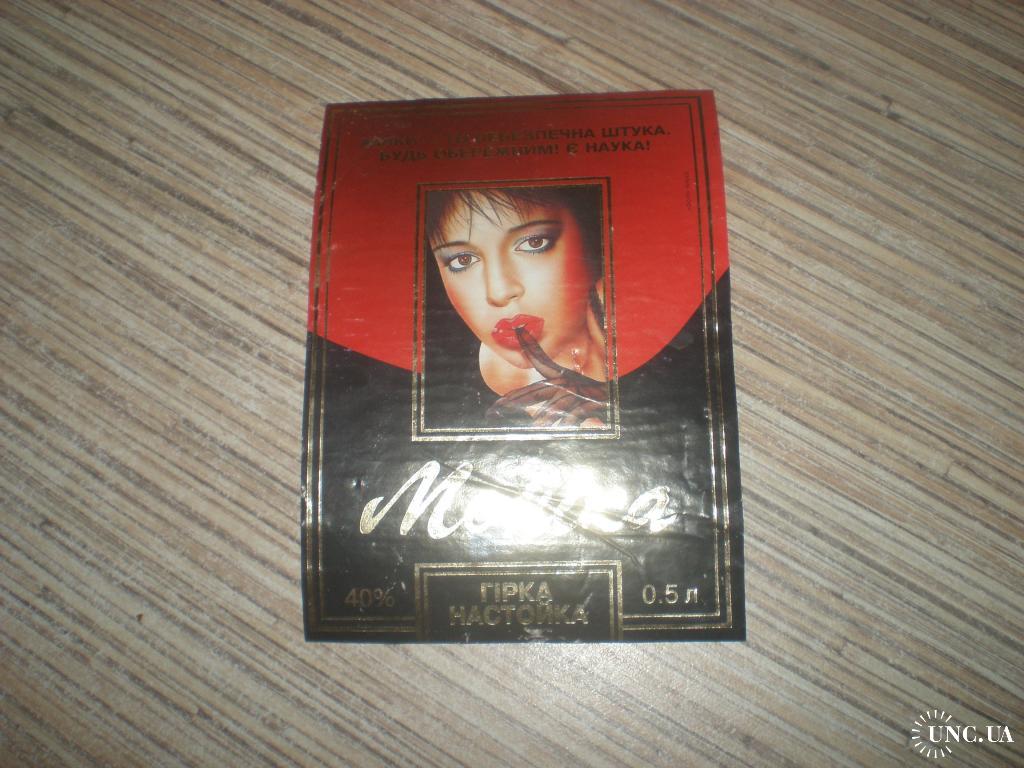 НЕБЕЗПЕЧНА ШТУКА.
БУДЬ ОБЕРЕЖНИМ! Є НАУКА!
40%
ГІРКА
НАСТОЙКА
0.5 л.
UNC.UA